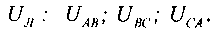 U_Л : U_AB; U_BC; U_CA.